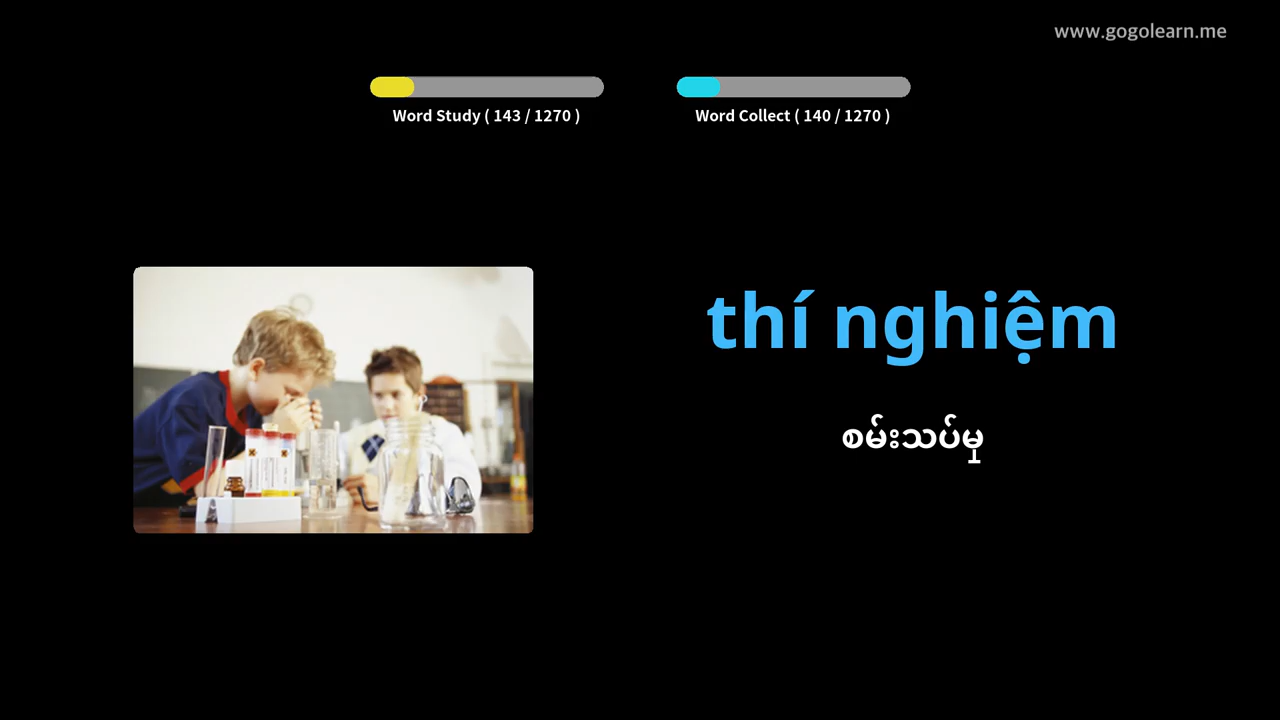 www.gogolearn.me
Word Study ( 143 / 1270 )
Word Collect ( 140 / 1270 )
thí nghiệm
စမ်းသပ်မှု